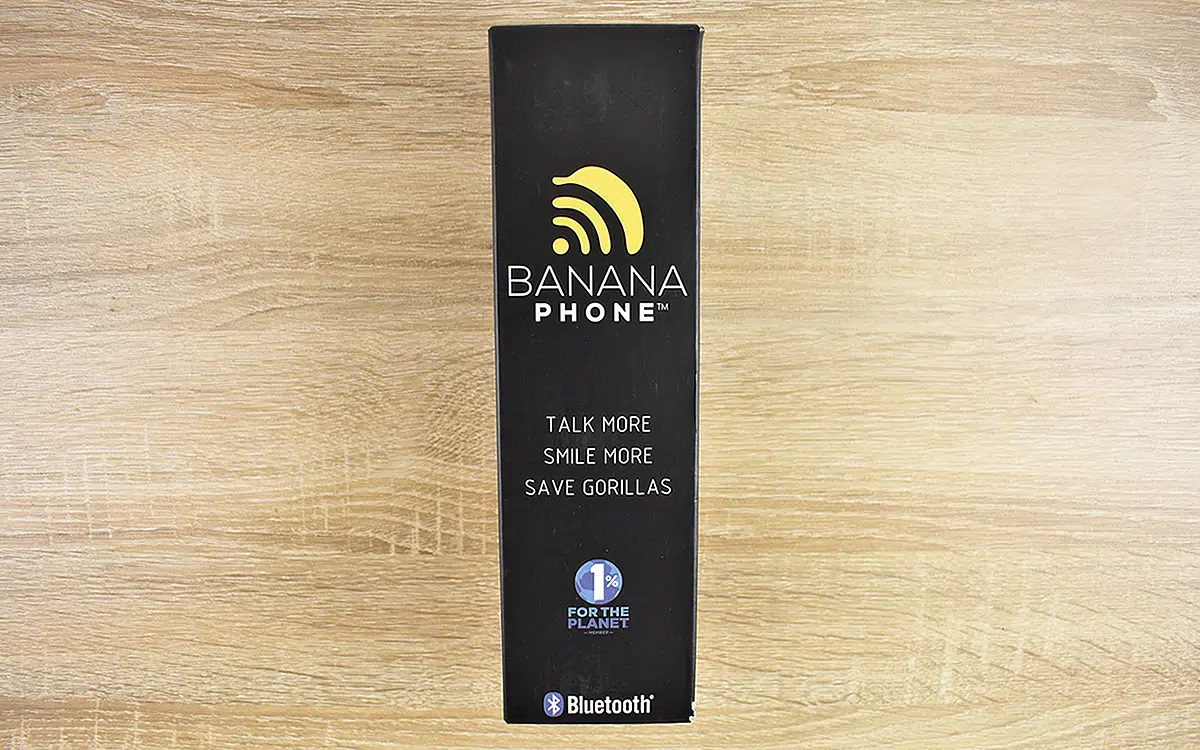 BANANA
PHONE™
TALK MORE
SMILE MORE
SAVE GORILLAS
1%
FOR THE
PLANET
MEMBER
Bluetooth®